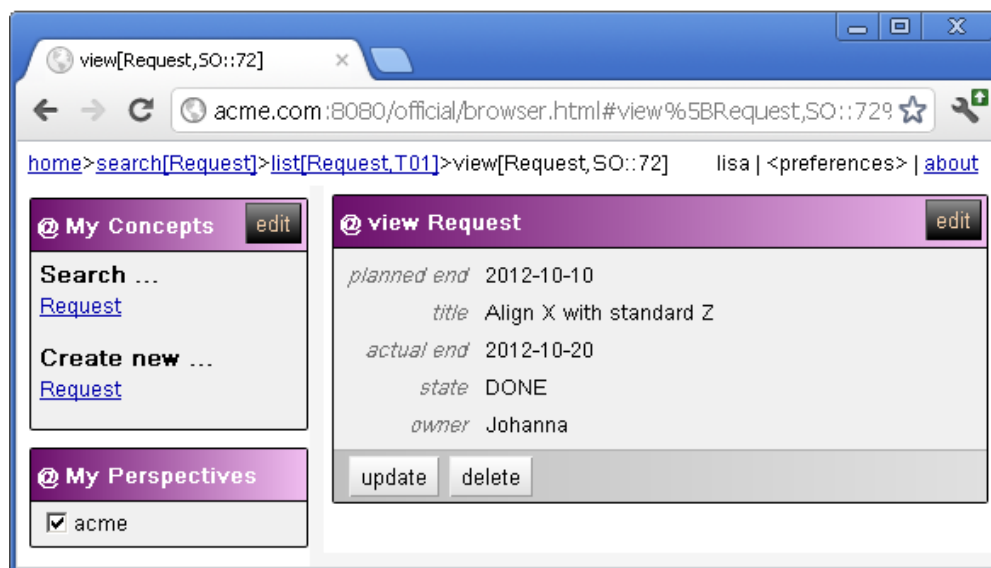 view[Request,SO::72]
acme.com:8080/official/browser.html#view%5BRequest,SO::729
home>search[Request]>list[Request,T01]>view[Request,SO::72] lisa | <preferences> | about
@ My Concepts edit
Search ...
Request
Create new ...
Request
@ My Perspectives
acme
@ view Request edit
planned end 2012-10-10
title Align X with standard Z
actual end 2012-10-20
state DONE
owner Johanna
update delete